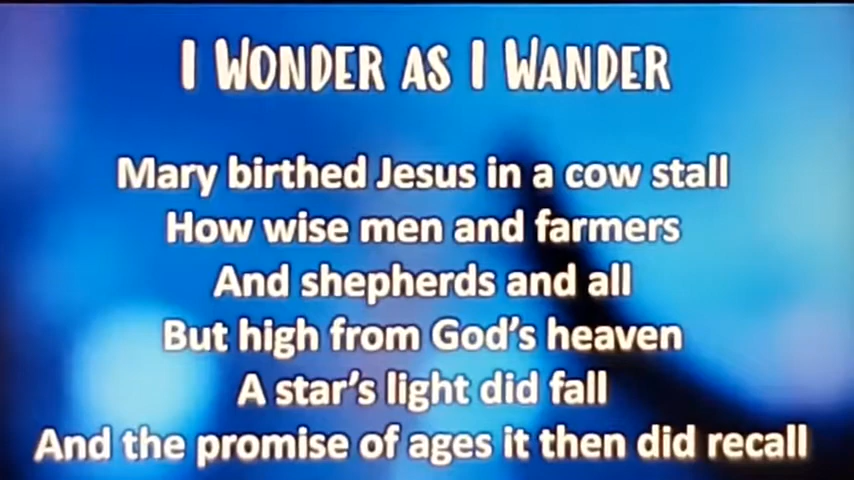 I WONDER AS I WANDER
Mary birthed Jesus in a cow stall
How wise men and farmers
And shepherds and all
But high from God's heaven
A star's light did fall
And the promise of ages it then did recall